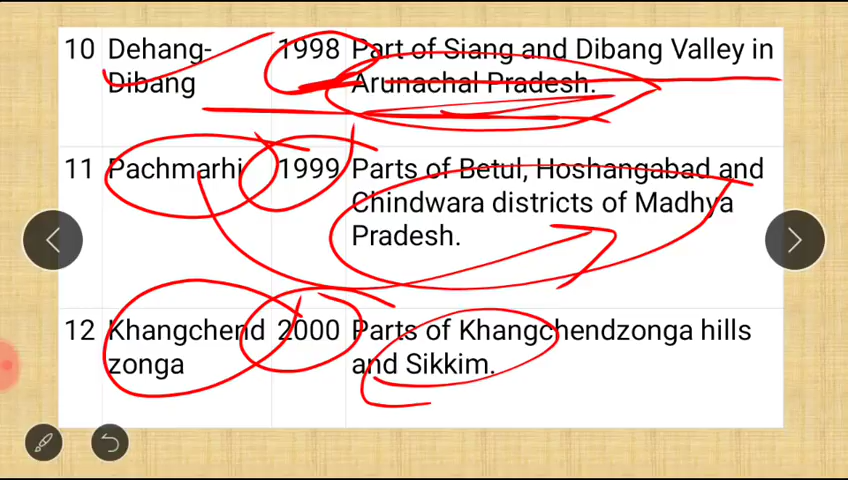 10 Dehang- 1998 Part of Siang and Dibang Valley in
Dibang Arunachal Pradesh.
11 Pachmarhi 1999 Parts of Betul, Hoshangabad and
Chindwara districts of Madhya
Pradesh.
12 Khangchend 2000 Parts of Khangchendzonga hills
zonga and Sikkim.